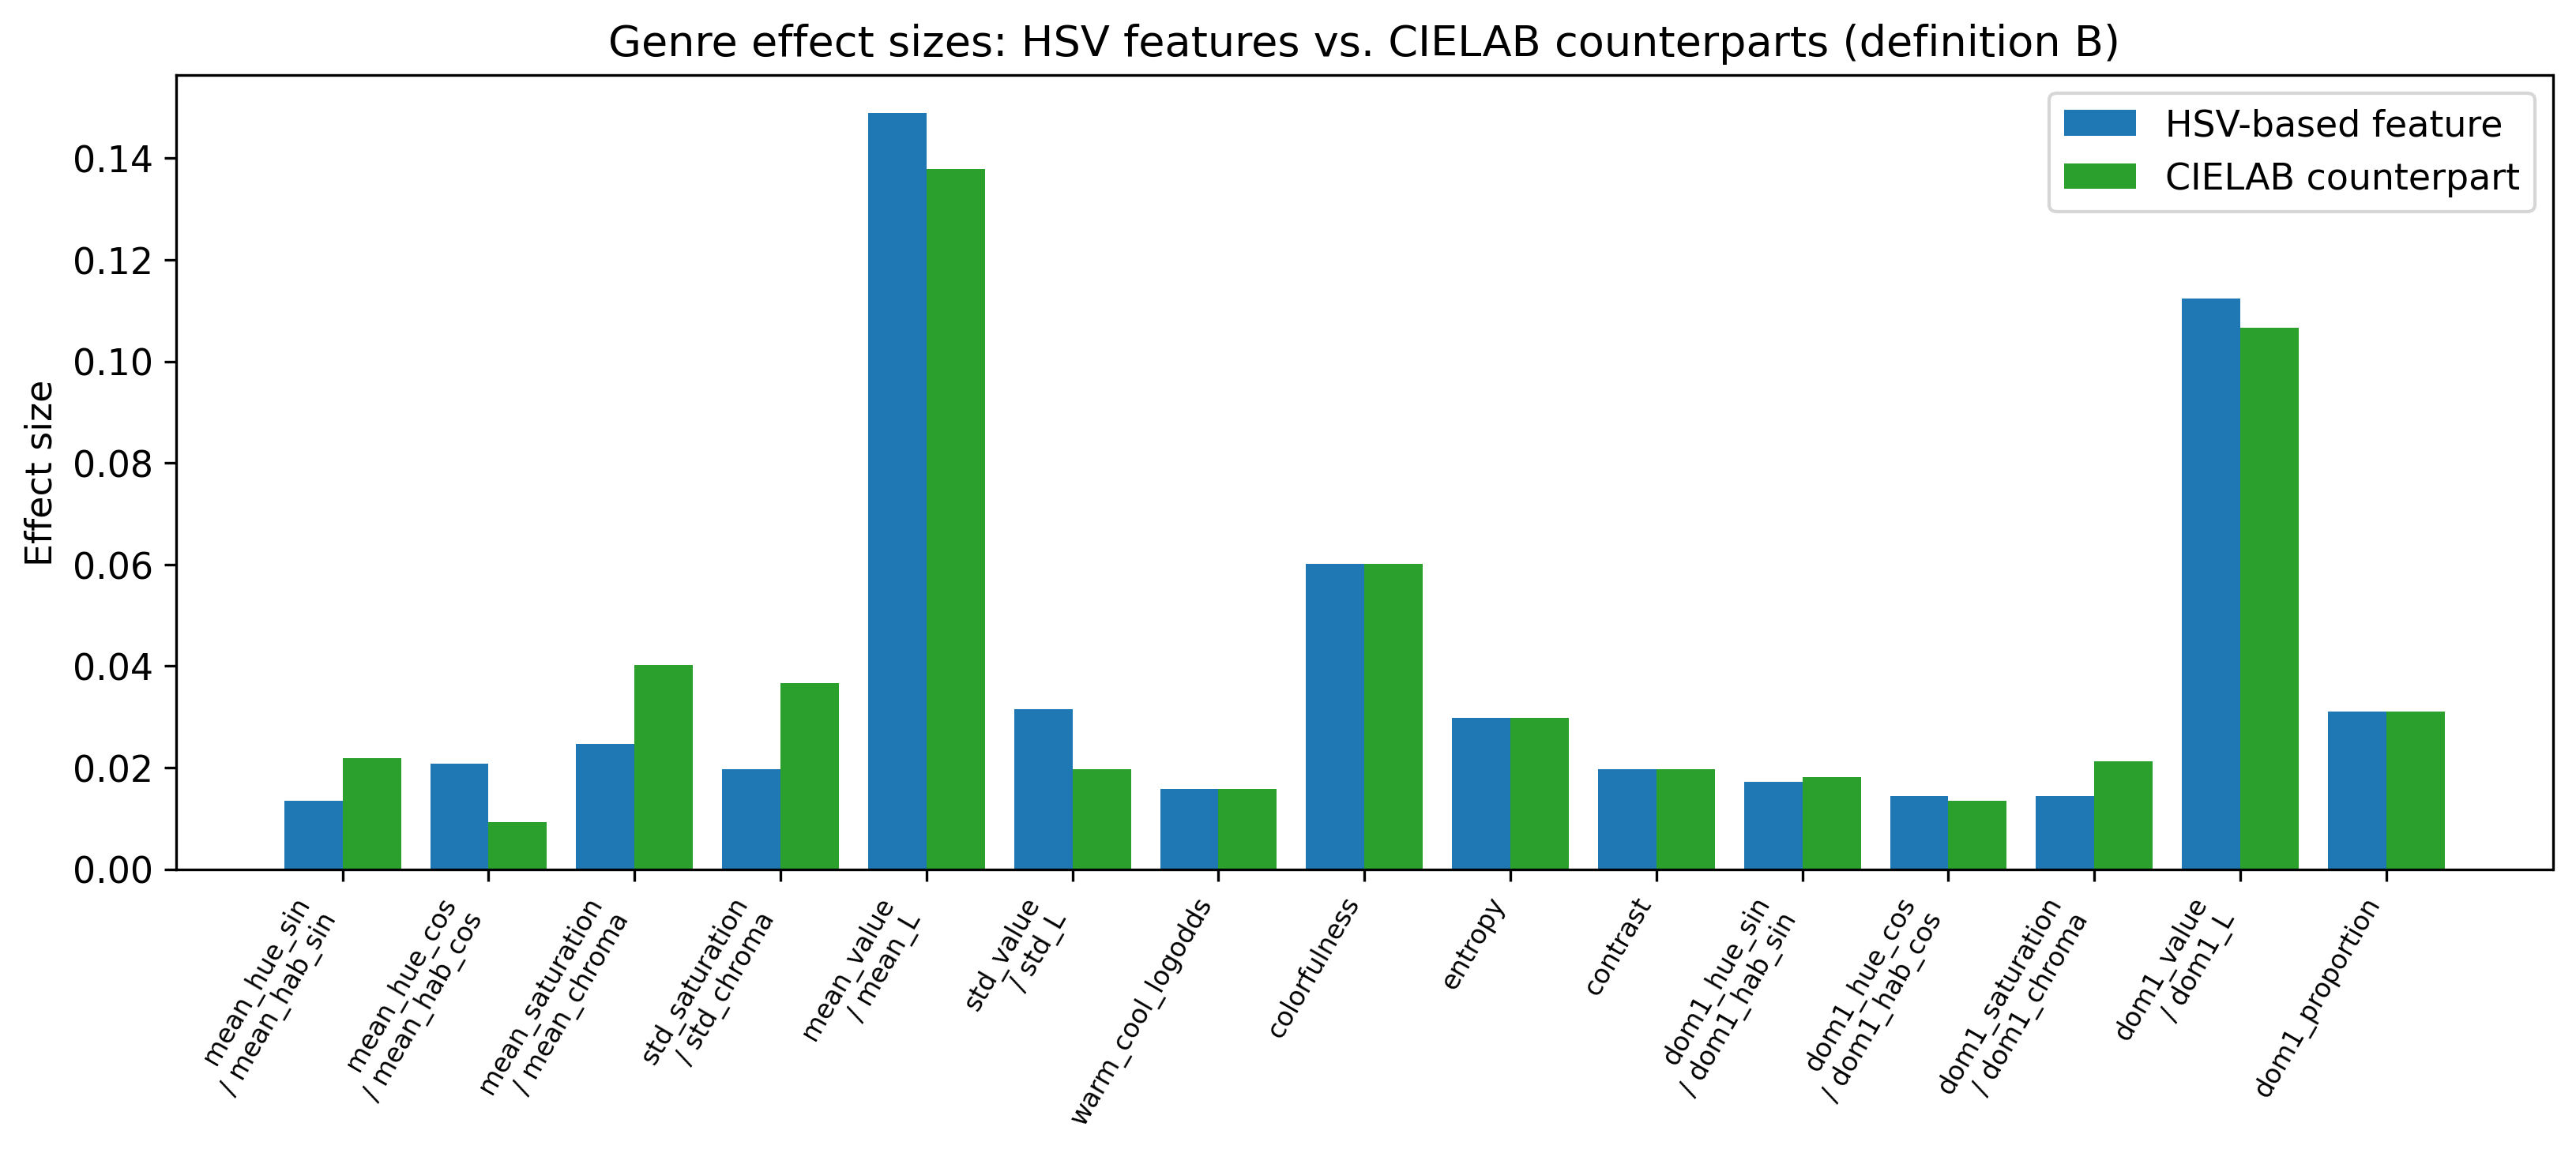 Genre effect sizes: HSV features vs. CIELAB counterparts (definition B)
HSV-based feature
CIELAB counterpart
Effect size
0.14
0.12
0.10
0.08
0.06
0.04
0.02
0.00
mean_hue_sin
/ mean_hab_sin
mean_hue_cos
/ mean_hab_cos
mean_saturation
/ mean_chroma
std_saturation
/ std_chroma
mean_value
/ mean_L
std_value
/ std_L
warm_cool_logodds
colorfulness
entropy
contrast
dom1_hue_sin
/ dom1_hab_sin
dom1_hue_cos
/ dom1_hab_cos
dom1_saturation
/ dom1_chroma
dom1_value
/ dom1_L
dom1_proportion